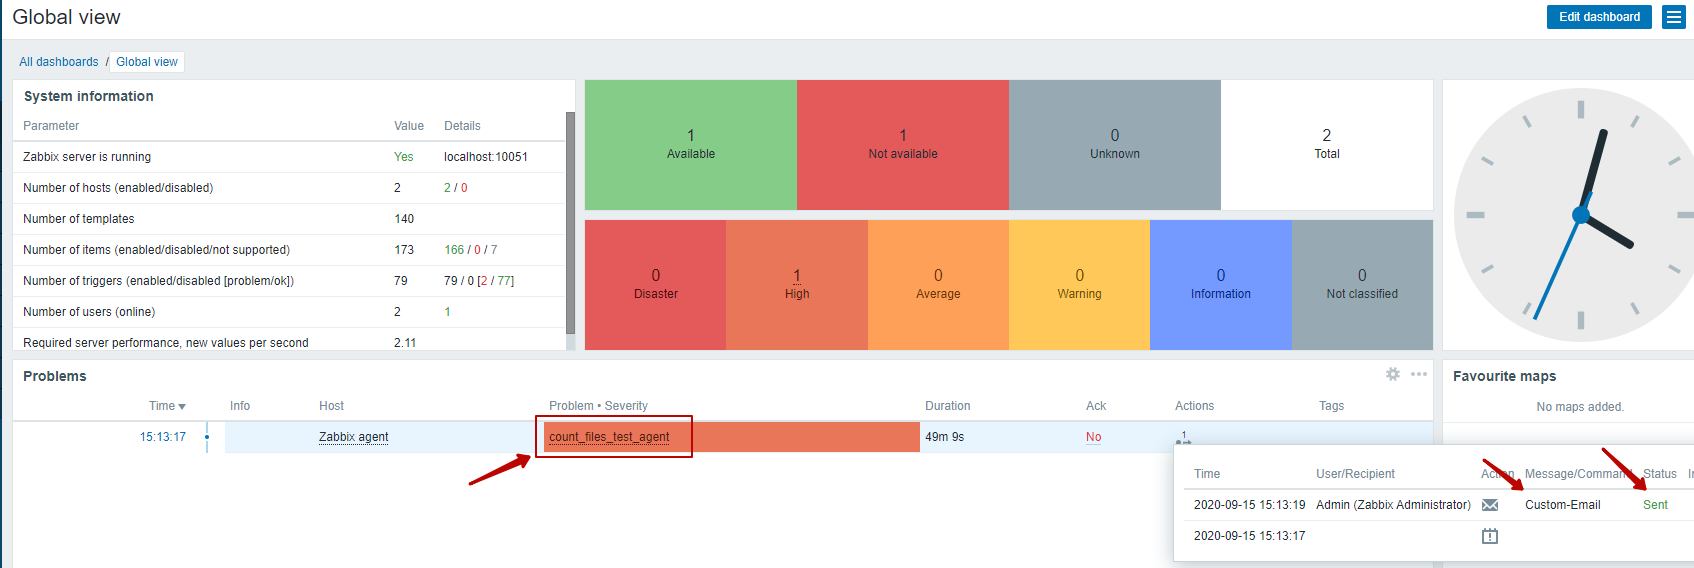 Global view
Edit dashboard
All dashboards / Global view
System information
Parameter Value Details
Zabbix server is running Yes localhost:10051
Number of hosts (enabled/disabled) 2 2 / 0
Number of templates 140
Number of items (enabled/disabled/not supported) 173 166 / 0 / 7
Number of triggers (enabled/disabled [problem/ok]) 79 79 / 0 [2 / 77]
Number of users (online) 2 1
Required server performance, new values per second 2.11
1 1 0 2
Available Not available Unknown Total
0 1 0 0 0 0
Disaster High Average Warning Information Not classified
Problems
Time Info Host Problem • Severity Duration Ack Actions Tags
15:13:17 Zabbix agent count_files_test_agent 49m 9s No 1
Favourite maps
No maps added.
Time User/Recipient Action Message/Command Status
2020-09-15 15:13:19 Admin (Zabbix Administrator) Custom-Email Sent
2020-09-15 15:13:17